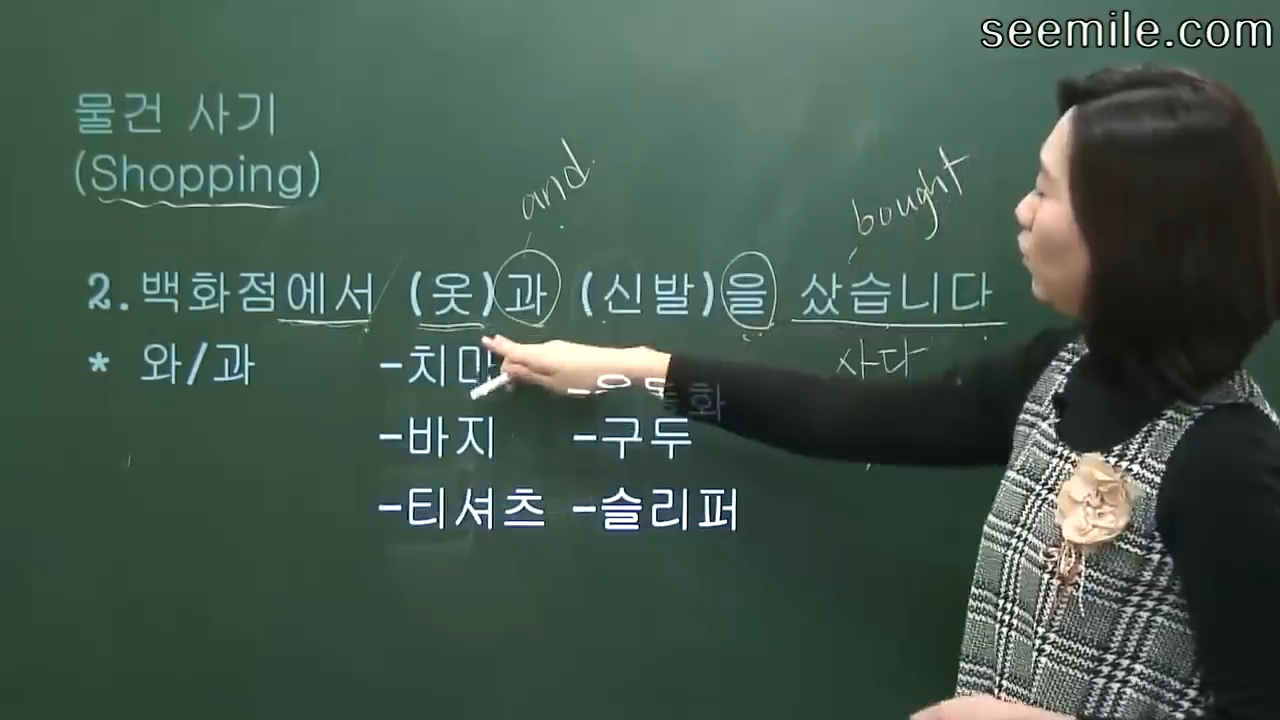 seemile.com
물건 사기
(Shopping)
and
bought
2.백화점에서 (옷)과 (신발)을 샀습니다
사다
* 와/과 -치마
-바지 -구두
-티셔츠 -슬리퍼